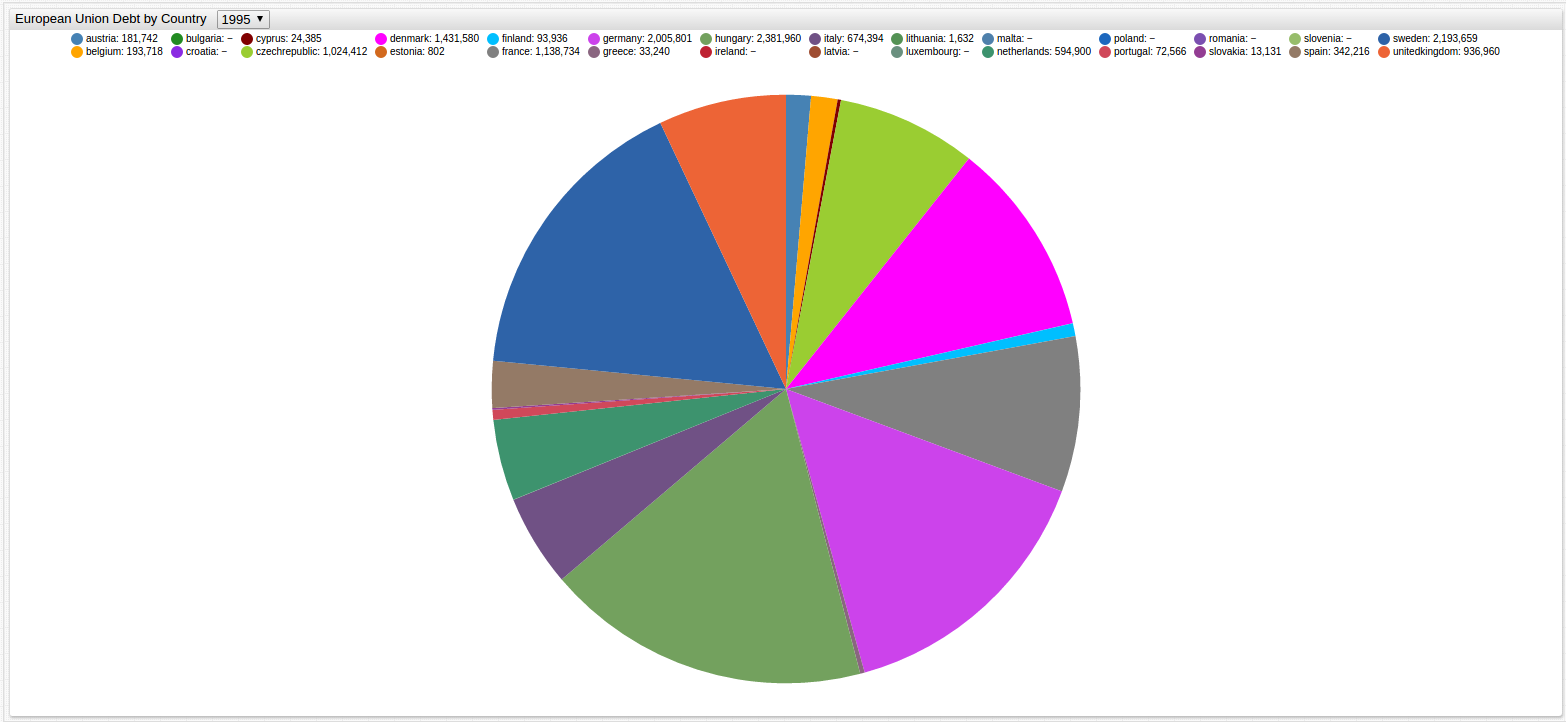 European Union Debt by Country 1995 ▼
austria: 181,742 bulgaria: − cyprus: 24,385 denmark: 1,431,580 finland: 93,936 germany: 2,005,801 hungary: 2,381,960 italy: 674,394 lithuania: 1,632 malta: − poland: − romania: − slovenia: − sweden: 2,193,659
belgium: 193,718 croatia: − czechrepublic: 1,024,412 estonia: 802 france: 1,138,734 greece: 33,240 ireland: − latvia: − luxembourg: − netherlands: 594,900 portugal: 72,566 slovakia: 13,131 spain: 342,216 unitedkingdom: 936,960